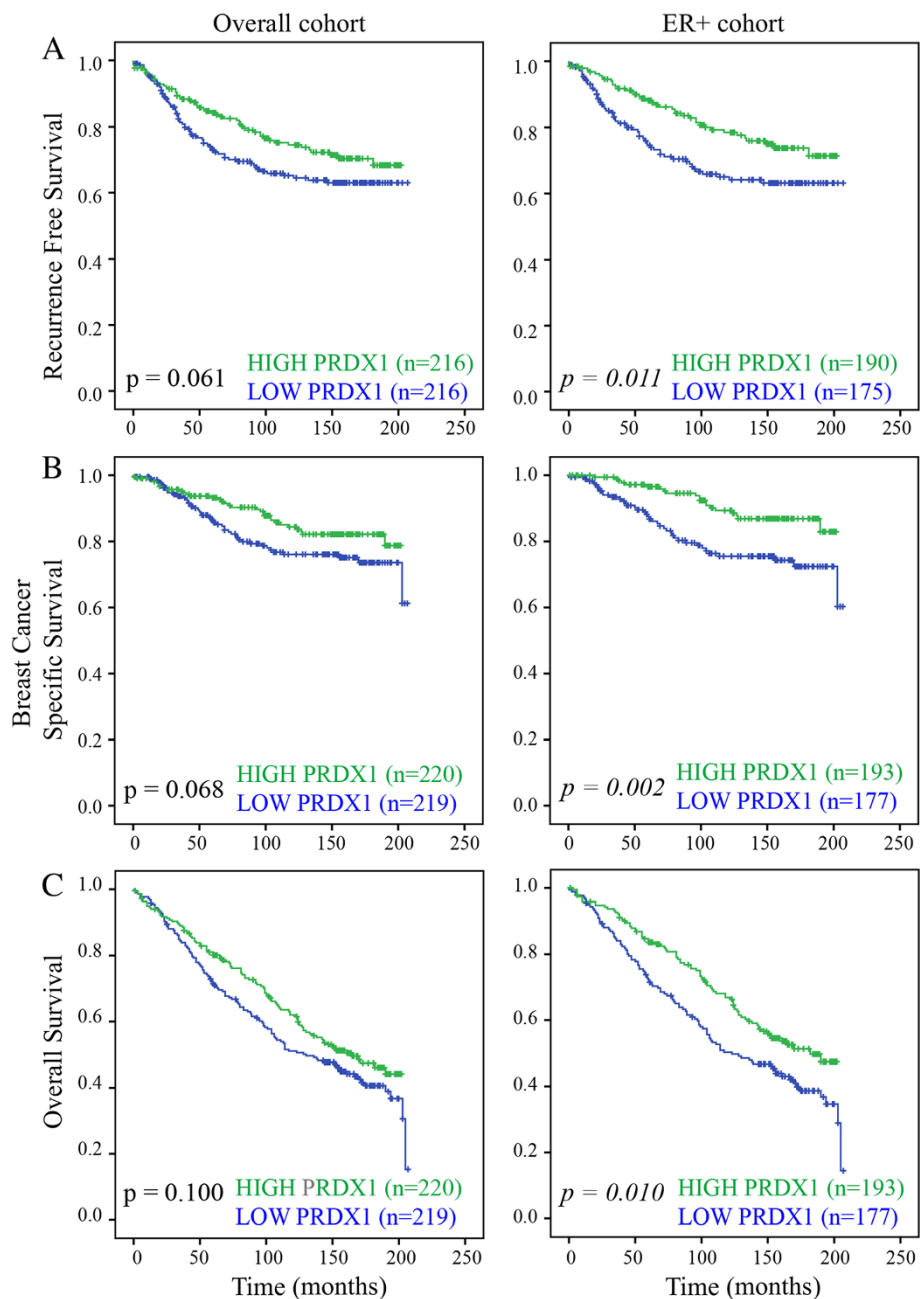 Overall cohort
ER+ cohort
A
Recurrence Free Survival
1.0
0.8
0.6
0.4
0.2
0.0
p = 0.061
HIGH PRDX1 (n=216)
LOW PRDX1 (n=216)
0 50 100 150 200 250
1.0
0.8
0.6
0.4
0.2
0.0
p = 0.011
HIGH PRDX1 (n=190)
LOW PRDX1 (n=175)
0 50 100 150 200 250
B
Breast Cancer
Specific Survival
1.0
0.8
0.6
0.4
0.2
0.0
p = 0.068
HIGH PRDX1 (n=220)
LOW PRDX1 (n=219)
0 50 100 150 200 250
1.0
0.8
0.6
0.4
0.2
0.0
p = 0.002
HIGH PRDX1 (n=193)
LOW PRDX1 (n=177)
0 50 100 150 200 250
C
Overall Survival
1.0
0.8
0.6
0.4
0.2
0.0
p = 0.100
HIGH PRDX1 (n=220)
LOW PRDX1 (n=219)
0 50 100 150 200 250
Time (months)
1.0
0.8
0.6
0.4
0.2
0.0
p = 0.010
HIGH PRDX1 (n=193)
LOW PRDX1 (n=177)
0 50 100 150 200 250
Time (months)